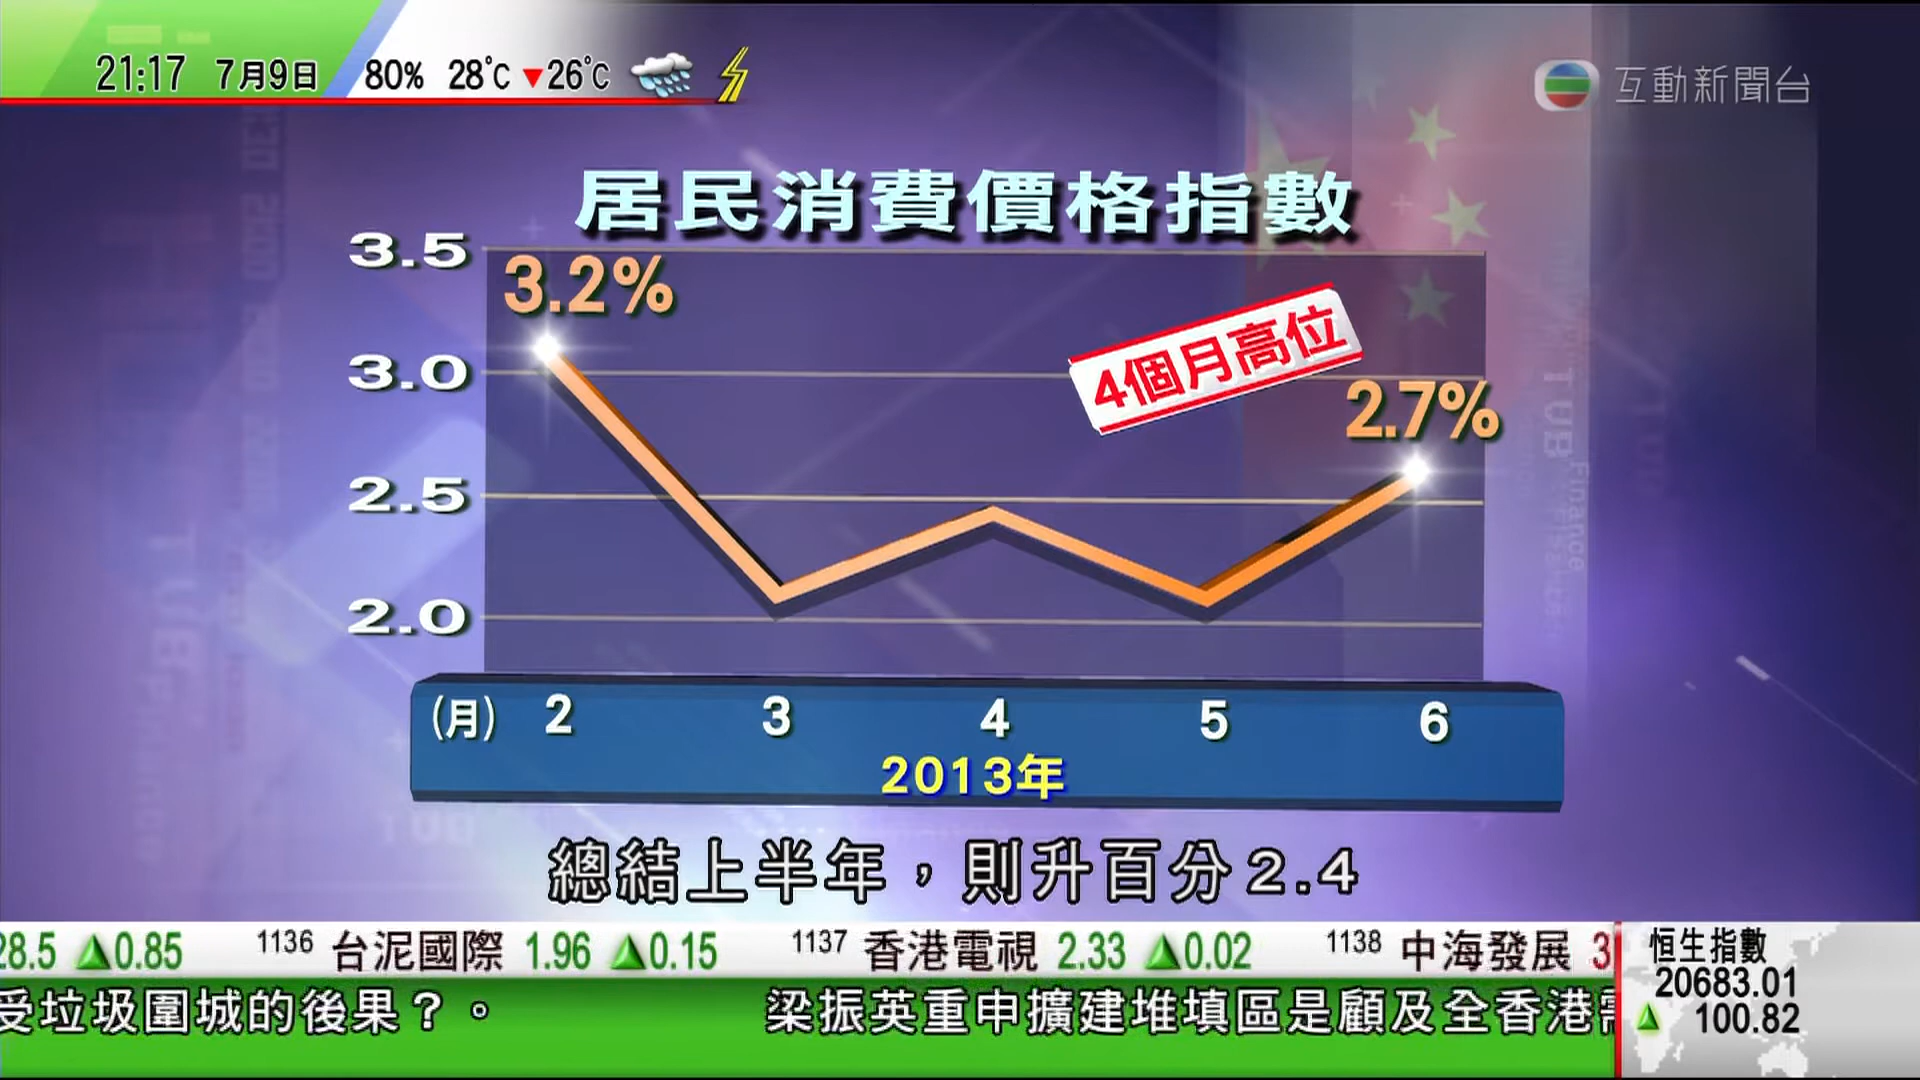 21:17 7月9日 80% 28°C ▼26°C
互動新聞台
居民消費價格指數
3.5
3.2%
4個月高位
3.0
2.7%
2.5
2.0
(月) 2 3 4 5 6
2013年
總結上半年，則升百分2.4
28.5 ▲0.85 1136 台泥國際 1.96 ▲0.15 1137 香港電視 2.33 ▲0.02 1138 中海發展 3
恒生指數
20683.01
▲ 100.82
受垃圾圍城的後果？。 梁振英重申擴建堆填區是顧及全香港需